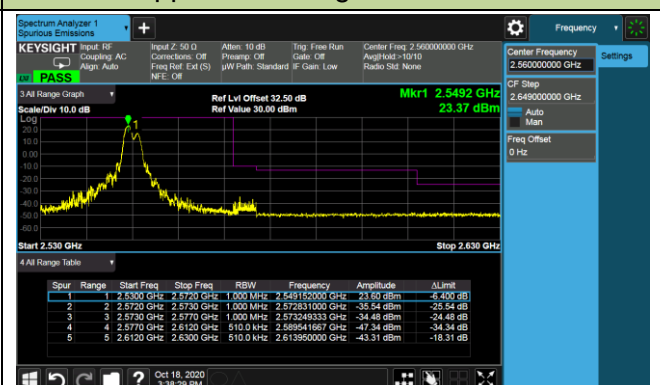 Spectrum Analyzer 1
Spurious Emissions
Frequency
KEYSIGHT
Input: RF
Coupling: AC
Align: Auto
Input Z: 50 Ω
Corrections: Off
Freq Ref: Ext (S)
NFE: Off
Atten: 10 dB
Preamp: Off
µW Path: Standard
Trig: Free Run
Gate: Off
IF Gain: Low
Center Freq: 2.560000000 GHz
Avg|Hold:>10/10
Radio Std: None
PASS
Center Frequency
2.560000000 GHz
Settings
CF Step
2.649000000 GHz
Auto
Man
Freq Offset
0 Hz
3 All Range Graph
Scale/Div 10.0 dB
Ref Lvl Offset 32.50 dB
Ref Value 30.00 dBm
Mkr1 2.5492 GHz
23.37 dBm
Log
1
20.0
10.0
0.00
-10.0
-20.0
-30.0
-40.0
-50.0
-60.0
Start 2.530 GHz
Stop 2.630 GHz
4 All Range Table
Spur Range Start Freq Stop Freq RBW Frequency Amplitude ΔLimit
1 1 2.5300 GHz 2.5720 GHz 1.000 MHz 2.549152000 GHz 23.60 dBm -6.400 dB
2 2 2.5720 GHz 2.5730 GHz 1.000 MHz 2.572831000 GHz -35.54 dBm -25.54 dB
3 3 2.5730 GHz 2.5770 GHz 1.000 MHz 2.573249333 GHz -34.48 dBm -24.48 dB
4 4 2.5770 GHz 2.6120 GHz 510.0 kHz 2.589541667 GHz -47.34 dBm -34.34 dB
5 5 2.6120 GHz 2.6300 GHz 510.0 kHz 2.613950000 GHz -43.31 dBm -18.31 dB
?
Oct 18, 2020
3:38:29 PM